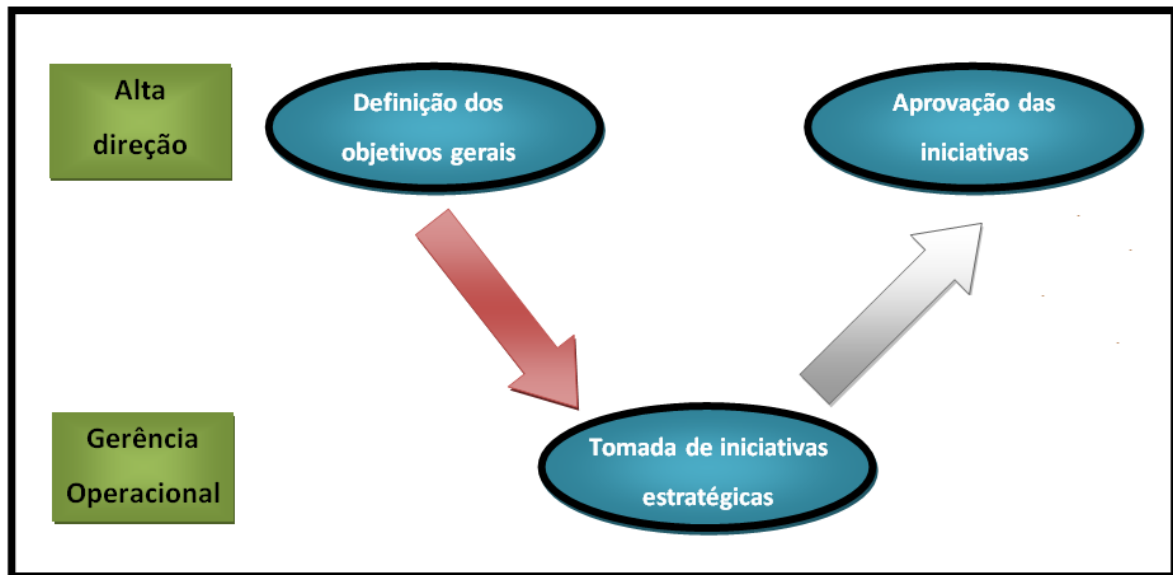 Alta
direção
Definição dos
objetivos gerais
Aprovação das
iniciativas
Gerência
Operacional
Tomada de iniciativas
estratégicas